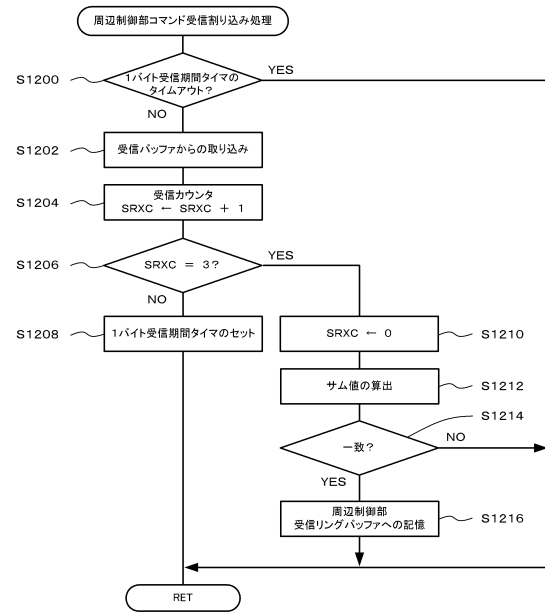 周辺制御部コマンド受信割り込み処理
S1200
1バイト受信期間タイマの
タイムアウト?
YES
NO
S1202
受信バッファからの取り込み
S1204
受信カウンタ
SRXC ← SRXC + 1
S1206
SRXC = 3?
YES
NO
S1208
1バイト受信期間タイマのセット
SRXC ← 0
S1210
サム値の算出
S1212
S1214
一致?
NO
YES
周辺制御部
受信リングバッファへの記憶
S1216
RET